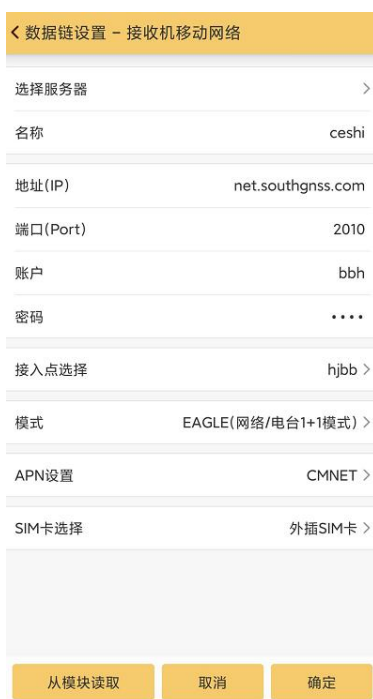 数据链设置 - 接收机移动网络
选择服务器
名称 ceshi
地址(IP) net.southgnss.com
端口(Port) 2010
账户 bbh
密码 ••••
接入点选择 hjbb
模式 EAGLE(网络/电台1+1模式)
APN设置 CMNET
SIM卡选择 外插SIM卡
从模块读取 取消 确定